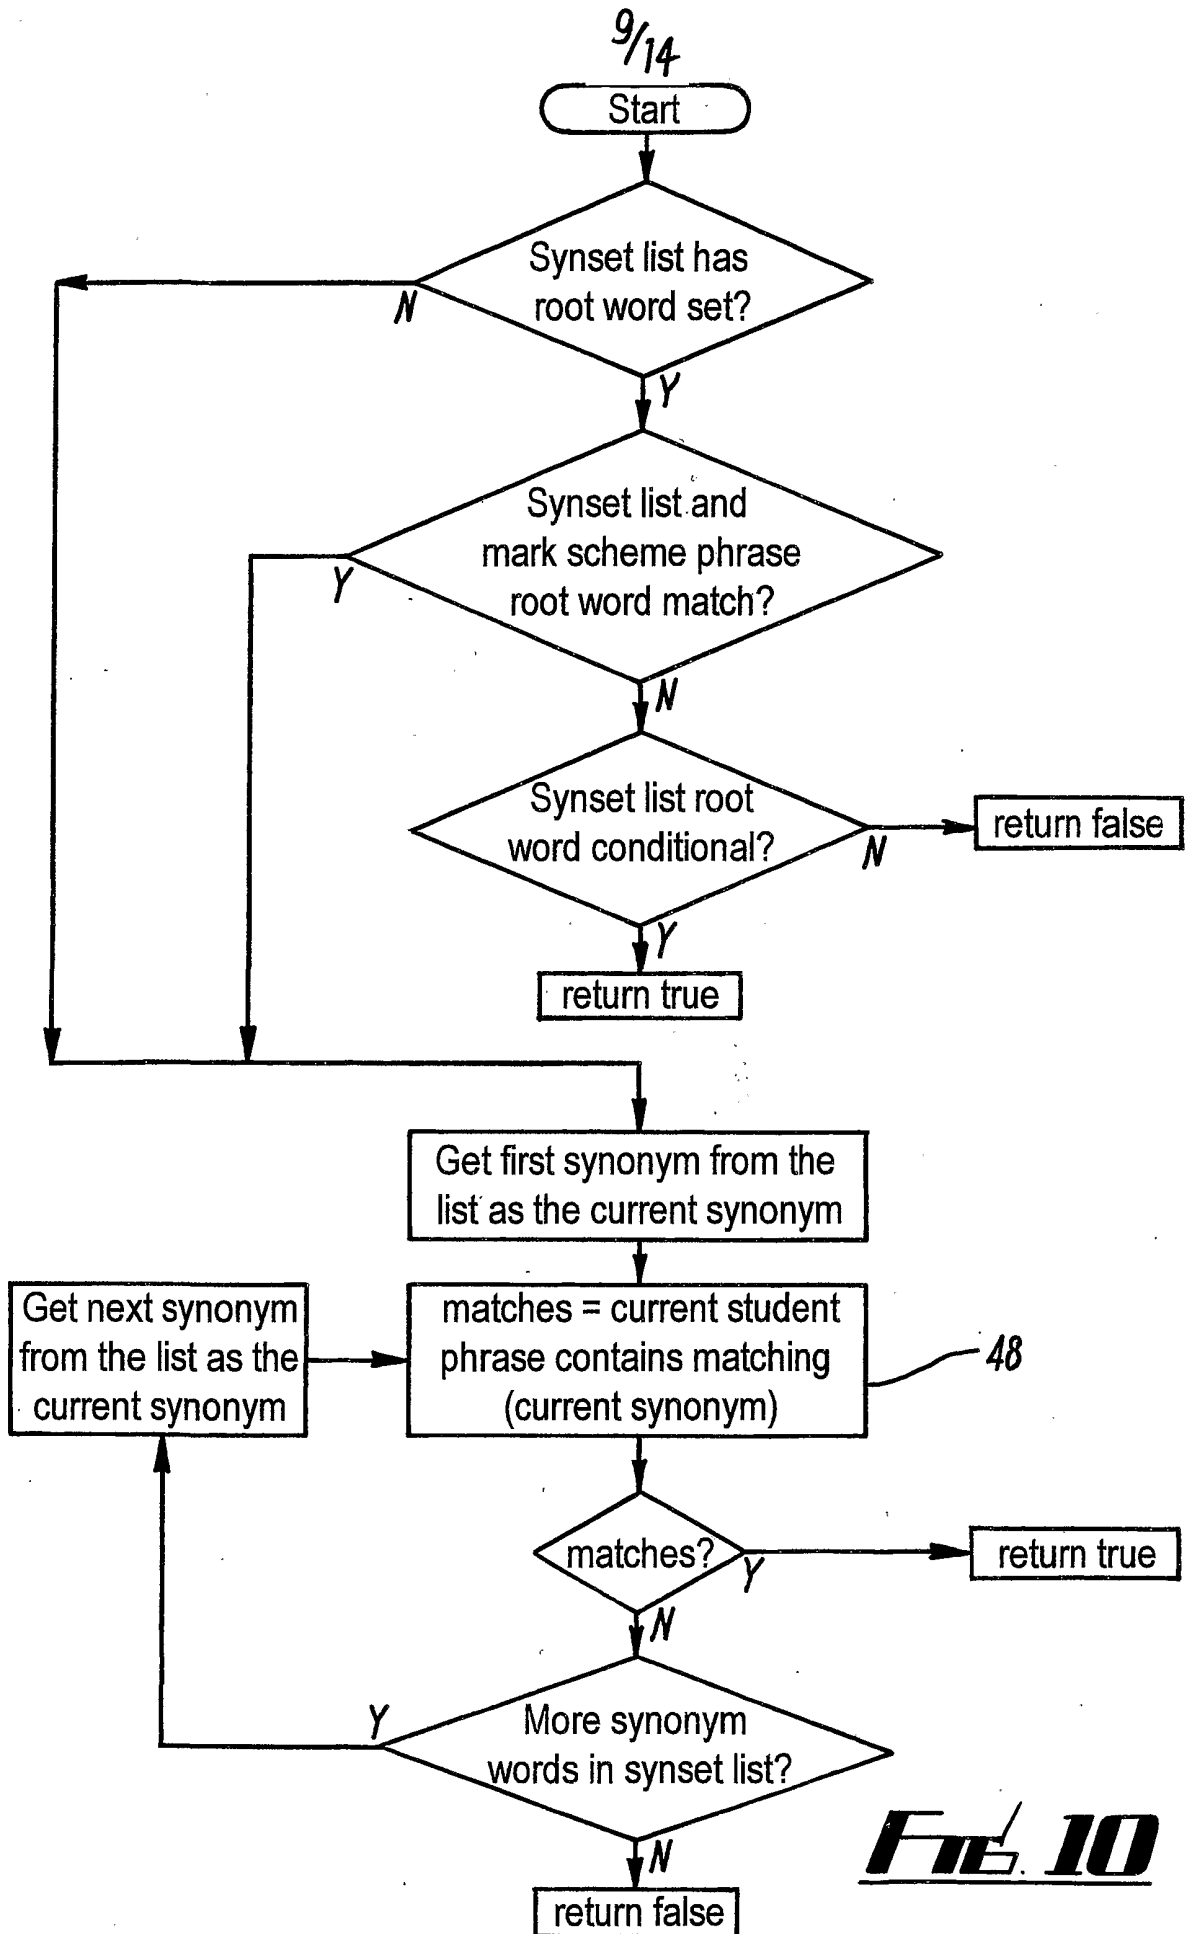 9/14
Start
Synset list has
root word set?
N
Y
Synset list and
mark scheme phrase
root word match?
Y
N
Synset list root
word conditional?
N
return false
Y
return true
Get first synonym from the
list as the current synonym
Get next synonym
from the list as the
current synonym
matches = current student
phrase contains matching
(current synonym)
48
matches?
Y
return true
N
More synonym
words in synset list?
Y
N
return false
Fig. 10